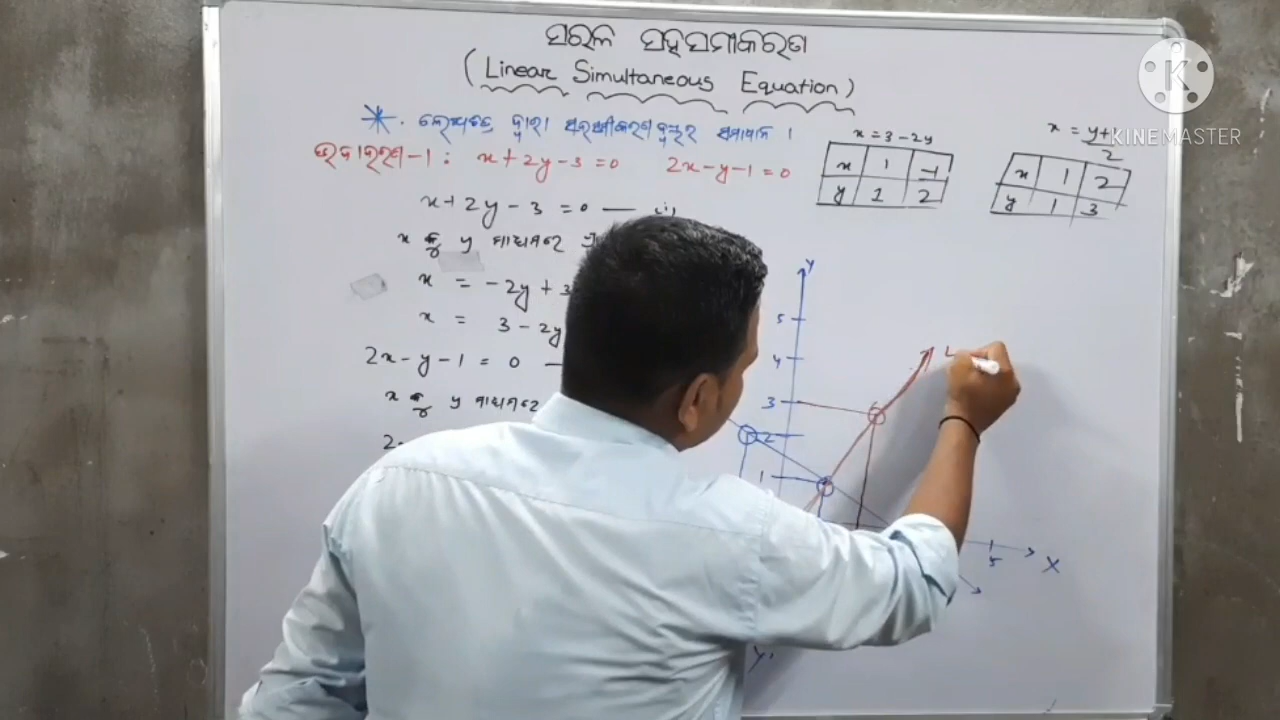 ସରଳ ସହସମୀକରଣ
(Linear Simultaneous Equation)
* . ଲେଖଚିତ୍ର ଦ୍ୱାରା ସହସମୀକରଣ ଦ୍ୱୟର ସମାଧାନ ।
ଉଦାହରଣ-1 : x+2y-3=0 2x-y-1=0
x+2y-3=0
x କୁ y ମାଧ୍ୟମରେ
x = -2y+3
x = 3-2y
2x-y-1=0
x କୁ y ମାଧ୍ୟମରେ
x=3-2y
x 1 -1
y 1 2
x = y+1/2
x 1 2
y 1 3
Y
5
4
3
2
1
5
X
Y'
L
KINEMASTER